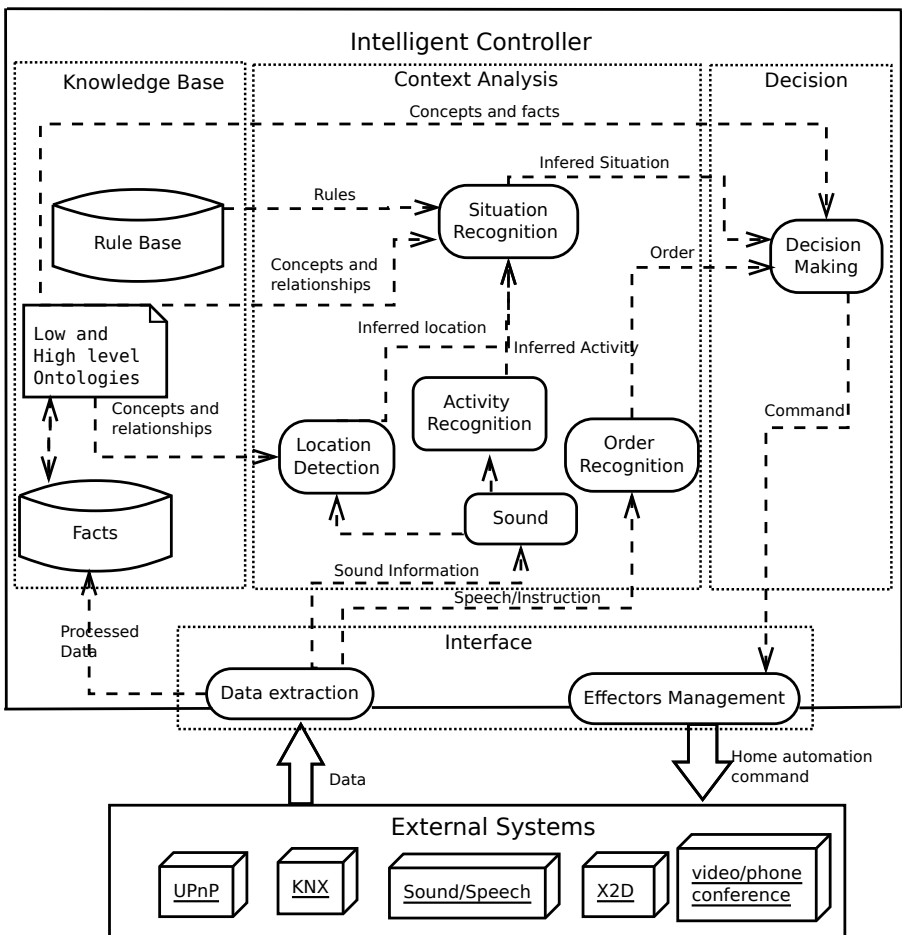 Intelligent Controller
Knowledge Base
Context Analysis
Decision
Concepts and facts
Infered Situation
Rules
Situation
Recognition
Rule Base
Order
Decision
Making
Concepts and
relationships
Low and
High level
Ontologies
Inferred location
Inferred Activity
Concepts and
relationships
Activity
Recognition
Command
Location
Detection
Order
Recognition
Sound
Facts
Sound Information
Speech/Instruction
Processed
Data
Interface
Data extraction
Effectors Management
Data
Home automation
command
External Systems
UPnP
KNX
Sound/Speech
X2D
video/phone
conference